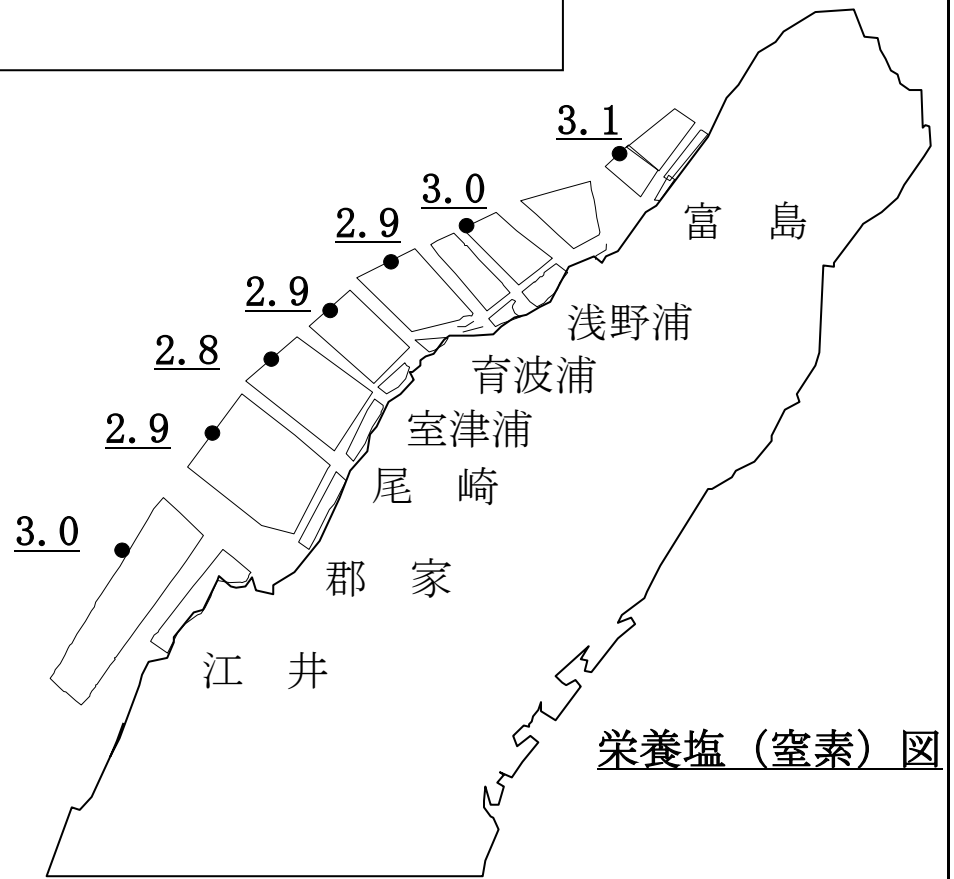 3.1
3.0
2.9
2.9
2.8
2.9
3.0
富 島
浅野浦
育波浦
室津浦
尾 崎
郡 家
江 井
栄養塩（窒素）図